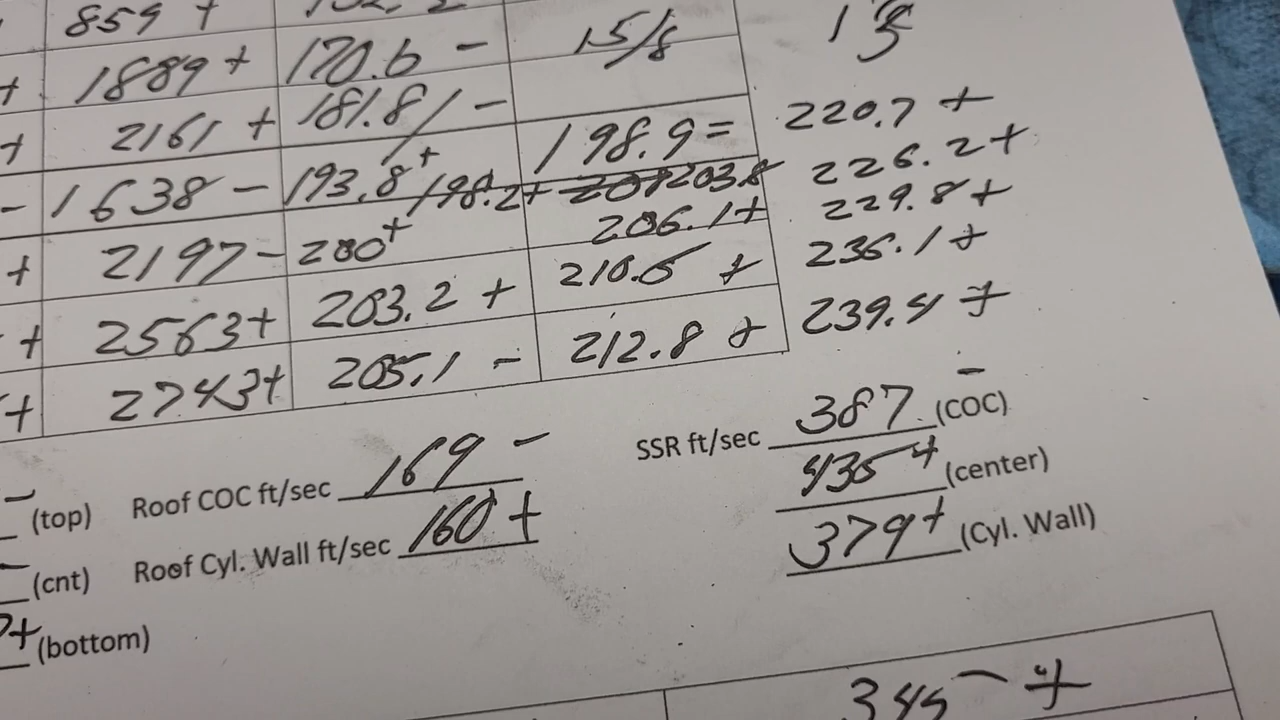 859 +
+ 1889 + 170.6 - 15/8 13
+ 2161 + 181.8/ - 198.9 = 220.7 +
- 1638 - 193.8 + /198.2+ 203.8 226.2 +
+ 2197 - 200 + 206.1 + 229.8 +
+ 2563 + 203.2 + 210.6 + 236.1 +
+ 2743 + 205.1 - 212.8 + 239.4 +
- (top) Roof COC ft/sec 169 - SSR ft/sec 387 - (COC)
- (cnt) Roof Cyl. Wall ft/sec 160 + 435 + (center)
+ (bottom) 379 + (Cyl. Wall)
345 - +